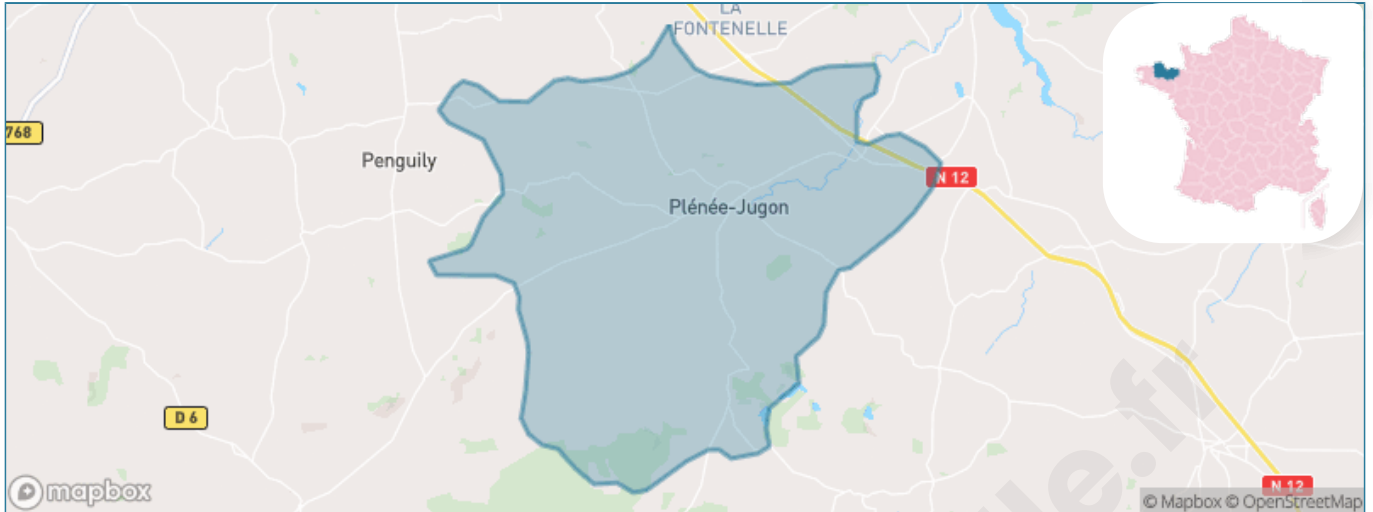 LA
FONTENELLE
768
Penguily
N 12
Plénée-Jugon
D 6
N 12
mapbox
© Mapbox © OpenStreetMap